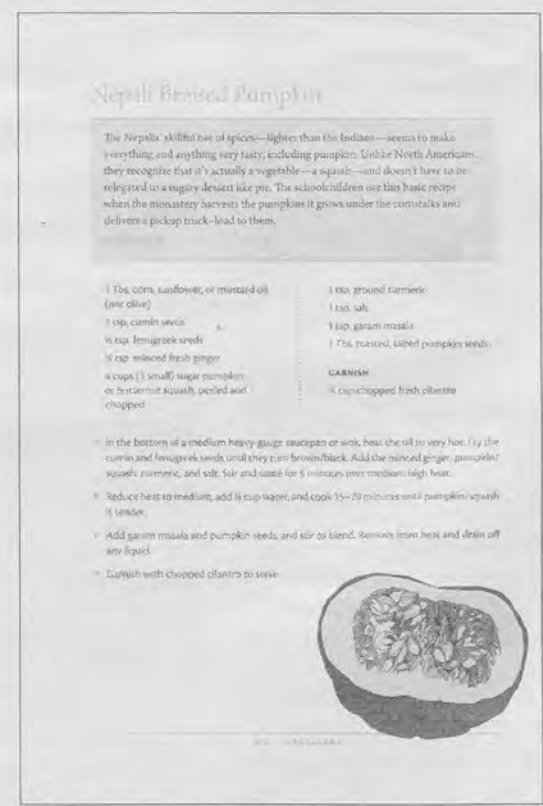 Nepali Braised Pumpkin
The Nepalis' skillful use of spices—lighter than the Indians—seems to make
everything and anything very tasty, including pumpkin. Unlike North Americans,
they recognize that it's actually a vegetable—a squash—and doesn't have to be
relegated to a sugary dessert like pie. The schoolchildren use this basic recipe
when the monastery harvests the pumpkins it grows under the cornstalks and
delivers a pickup truck–load to them.
1 Tbs. corn, sunflower, or mustard oil
(not olive)
1 tsp. cumin seeds
½ tsp. fenugreek seeds
tsp. minced fresh ginger
4 cups (1 small) sugar pumpkin
or butternut squash, peeled and
chopped
1 tsp. ground turmeric
1 tsp. salt
1 tsp. garam masala
1 Tbs. roasted, salted pumpkin seeds
GARNISH
¼ cup chopped fresh cilantro
In the bottom of a medium heavy-gauge saucepan or wok, heat the oil to very hot. Fry the
cumin and fenugreek seeds until they turn brown/black. Add the minced ginger, pumpkin/
squash, turmeric, and salt. Stir and sauté for 5 minutes over medium-high heat.
Reduce heat to medium, add cup water, and cook 15–20 minutes until pumpkin/squash
is tender.
Add garam masala and pumpkin seeds, and stir to blend. Remove from heat and drain off
any liquid.
Garnish with chopped cilantro to serve.